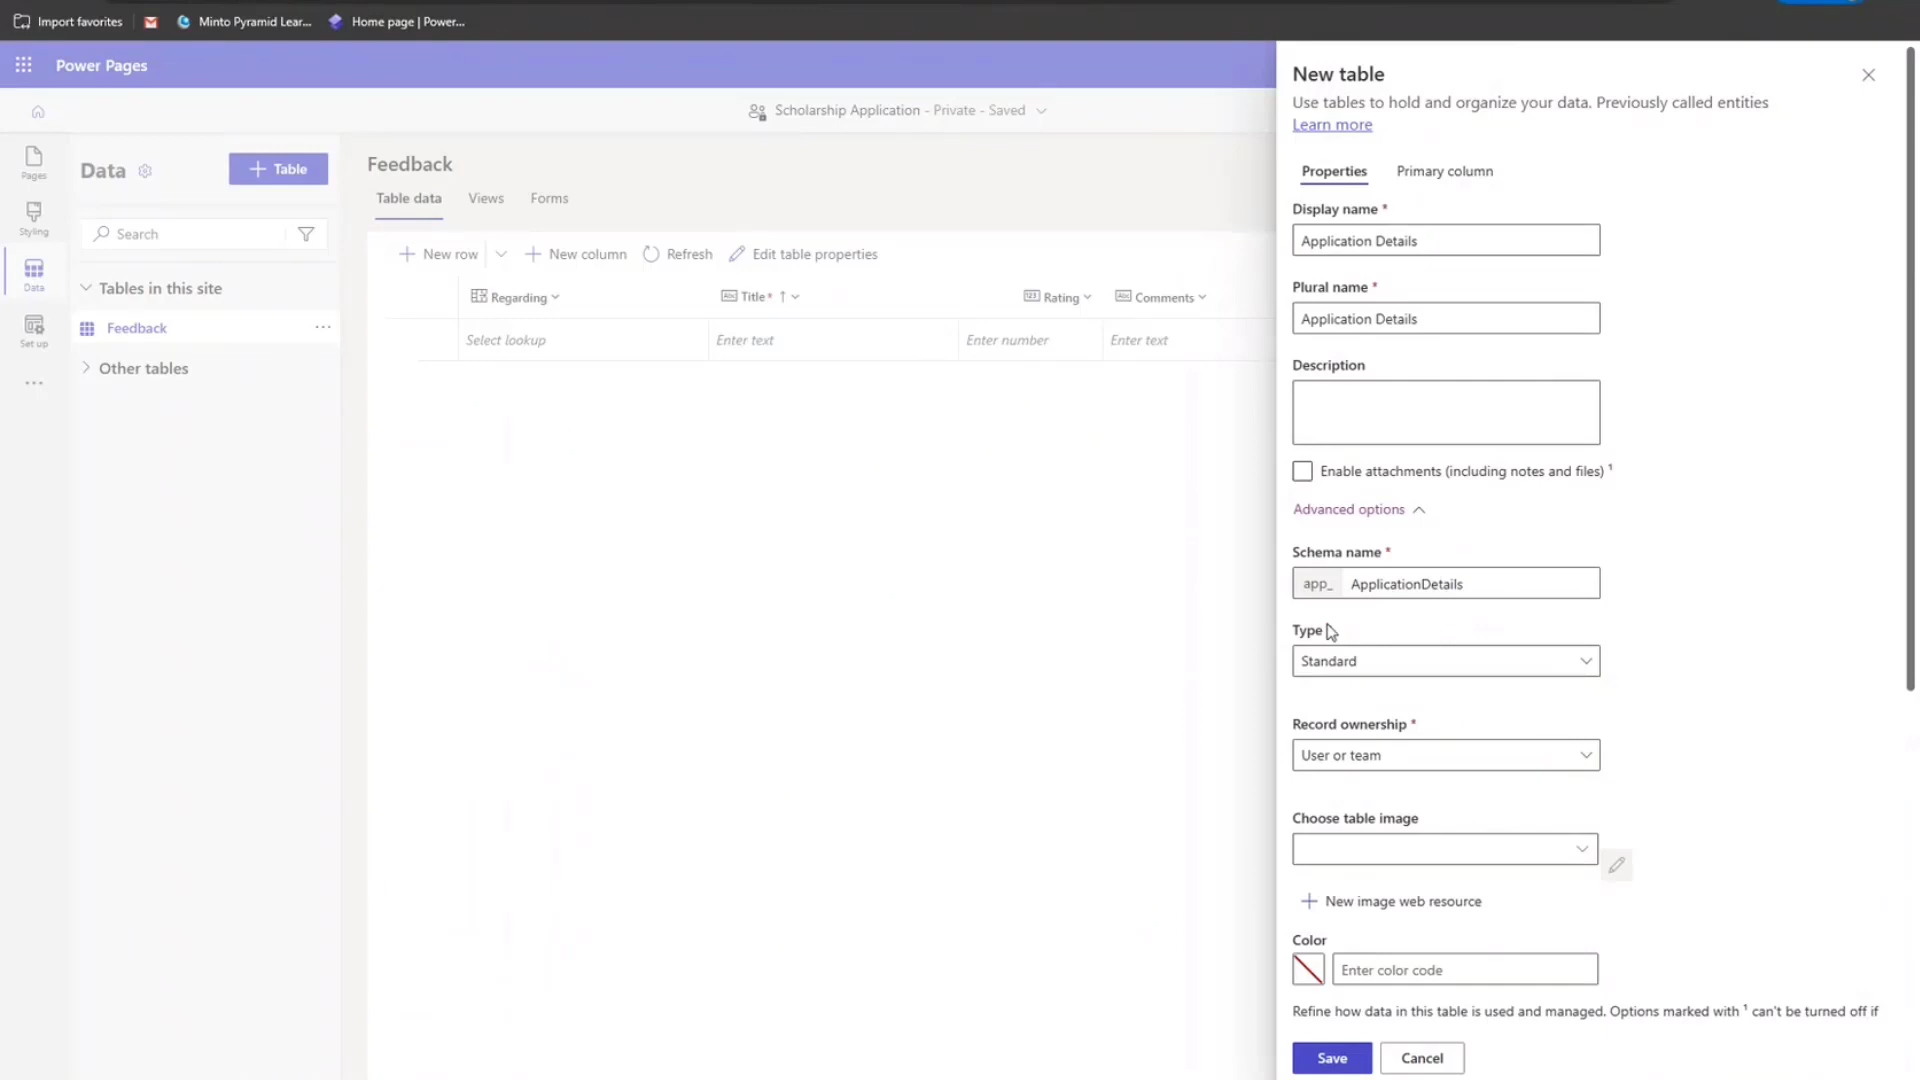 Import favorites
Minto Pyramid Lear...
Home page | Power...
Power Pages
Scholarship Application - Private - Saved
Pages
Styling
Data
Set up
Data
+ Table
Search
Tables in this site
Feedback
Other tables
Feedback
Table data Views Forms
New row New column Refresh Edit table properties
Regarding Abc Title * ↑ 123 Rating Abc Comments
Select lookup Enter text Enter number Enter text
New table
Use tables to hold and organize your data. Previously called entities
Learn more
Properties Primary column
Display name *
Application Details
Plural name *
Application Details
Description
Enable attachments (including notes and files) ¹
Advanced options
Schema name *
app_ ApplicationDetails
Type
Standard
Record ownership *
User or team
Choose table image
New image web resource
Color
Enter color code
Refine how data in this table is used and managed. Options marked with ¹ can't be turned off if
Save Cancel